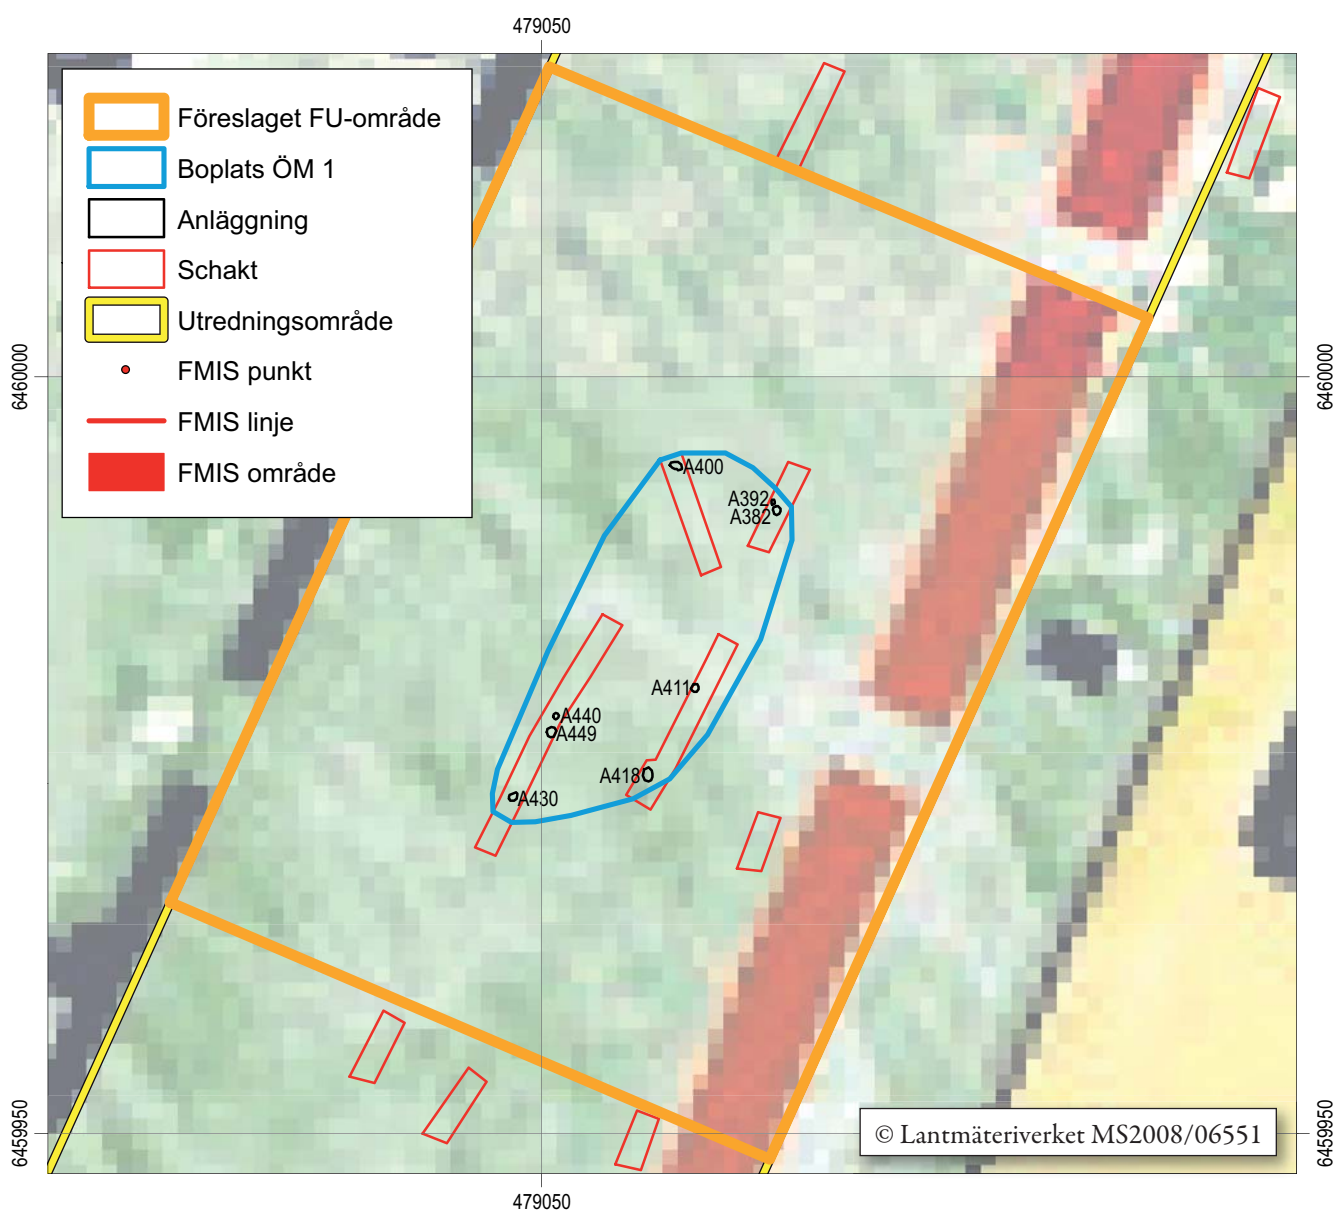 479050
Föreslaget FU-område
Boplats ÖM 1
Anläggning
Schakt
Utredningsområde
FMIS punkt
FMIS linje
FMIS område
6460000
6460000
A400
A392
A382
A411
A440
A449
A418
A430
6459950
6459950
© Lantmäteriverket MS2008/06551
479050